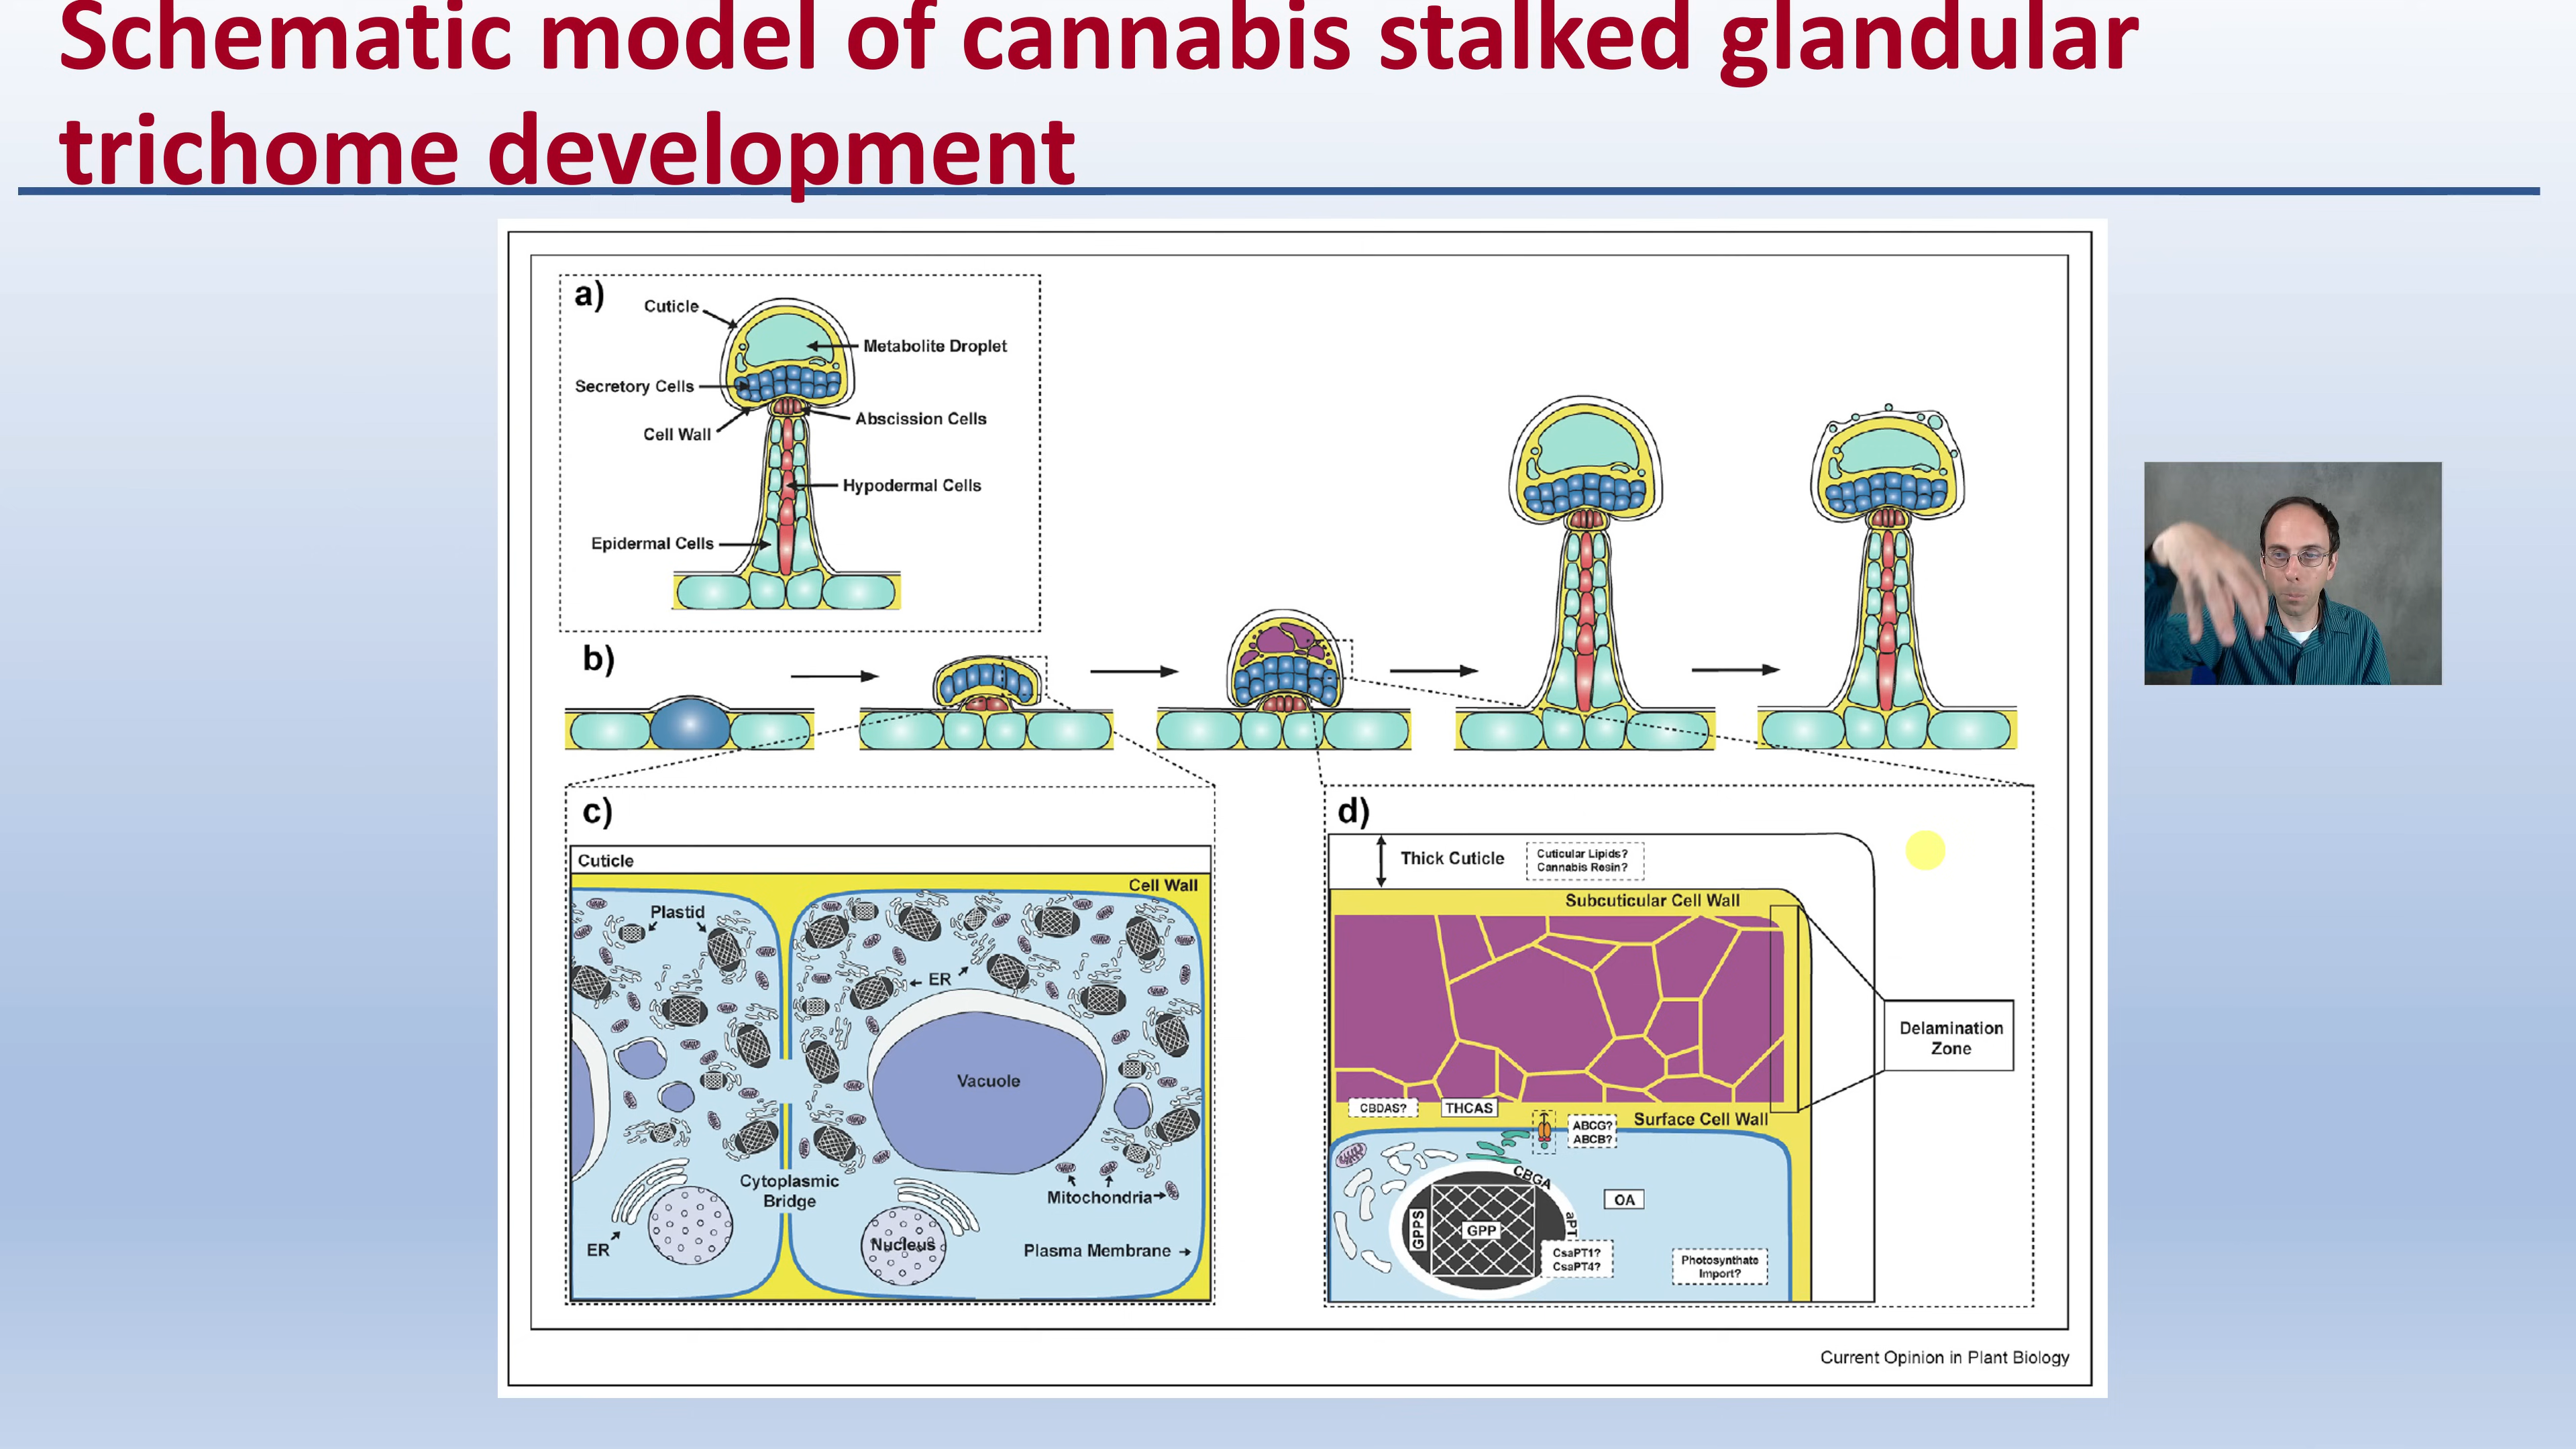 Schematic model of cannabis stalked glandular
trichome development
a)
Cuticle
Metabolite Droplet
Secretory Cells
Abscission Cells
Cell Wall
Hypodermal Cells
Epidermal Cells
b)
c)
Cuticle
Cell Wall
Plastid
ER
Vacuole
Cytoplasmic
Bridge
Mitochondria
Nucleus
ER
Plasma Membrane
d)
Thick Cuticle
Cuticular Lipids?
Cannabis Rosin?
Subcuticular Cell Wall
Delamination
Zone
CBDAS?
THCAS
ABCG?
ABCB?
Surface Cell Wall
CBGA
OA
GPPS
GPP
aPT
CsaPT1?
CsaPT4?
Photosynthate
Import?
Current Opinion in Plant Biology